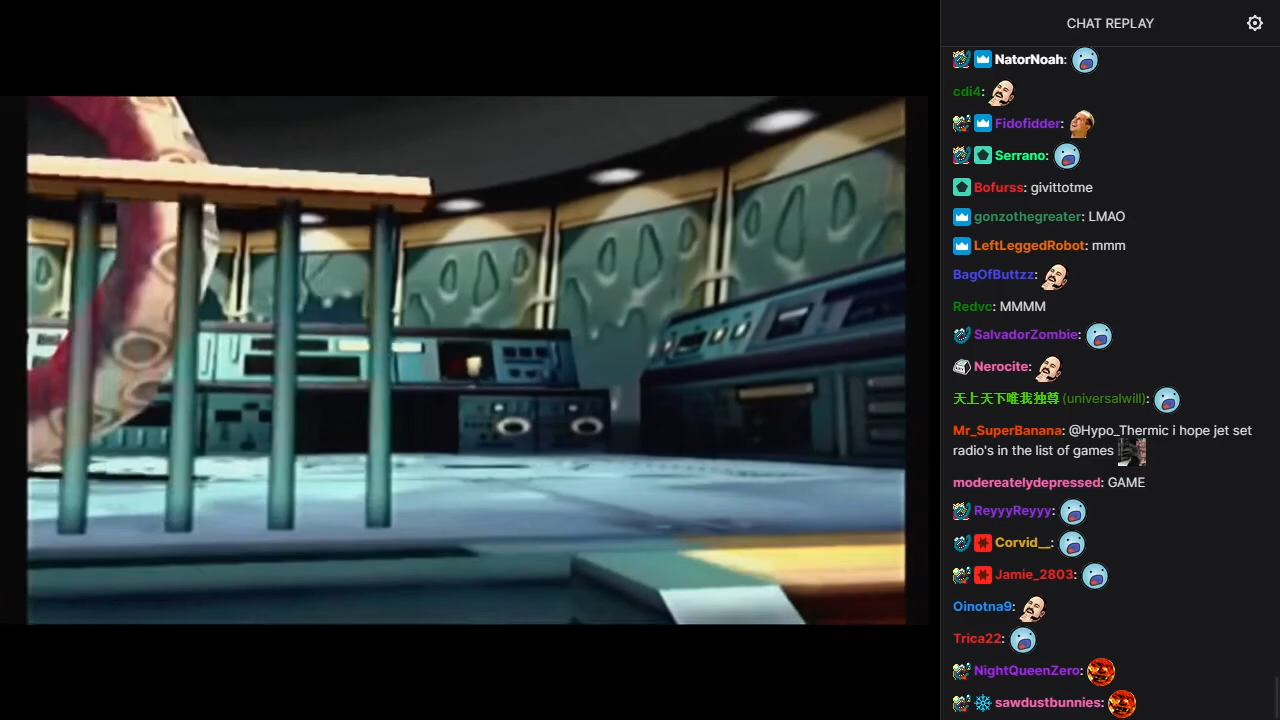 CHAT REPLAY
NatorNoah:
cdi4:
Fidofidder:
Serrano:
Bofurss: givittotme
gonzothegreater: LMAO
LeftLeggedRobot: mmm
BagOfButtzz:
Redvc: MMMM
SalvadorZombie:
Nerocite:
天上天下唯我独尊 (universalwill):
Mr_SuperBanana: @Hypo_Thermic i hope jet set
radio's in the list of games
modereatelydepressed: GAME
ReyyyReyyy:
Corvid__:
Jamie_2803:
Oinotna9:
Trica22:
NightQueenZero:
sawdustbunnies: